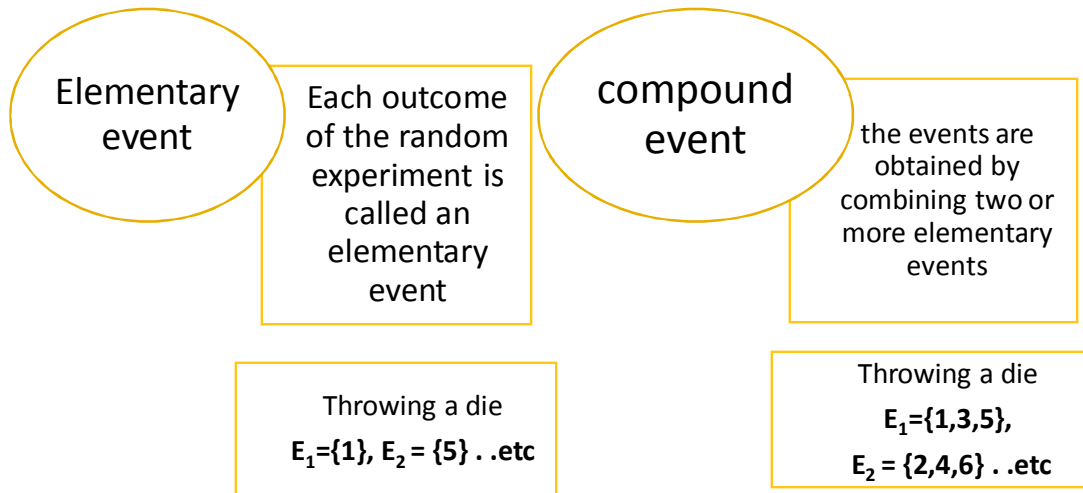 Elementary
event
Each outcome
of the random
experiment is
called an
elementary
event
Throwing a die
E₁={1}, E₂ = {5} . .etc
compound
event
the events are
obtained by
combining two or
more elementary
events
Throwing a die
E₁={1,3,5},
E₂ = {2,4,6} . .etc